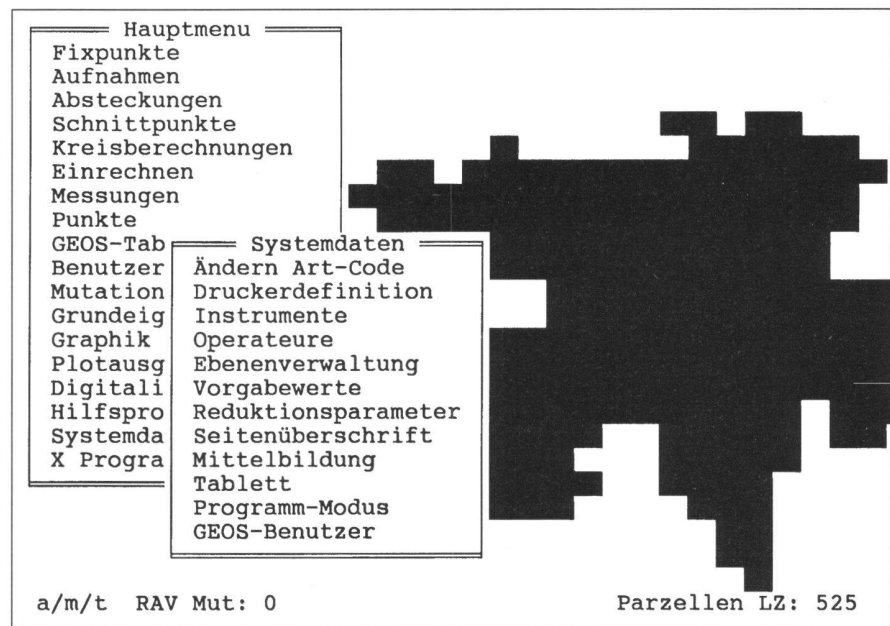 Hauptmenu
Fixpunkte
Aufnahmen
Absteckungen
Schnittpunkte
Kreisberechnungen
Einrechnen
Messungen
Punkte
GEOS-Tab
Benutzer
Mutation
Grundeig
Graphik
Plotausg
Digitali
Hilfspro
Systemda
X Progra
Systemdaten
Ändern Art-Code
Druckerdefinition
Instrumente
Operateure
Ebenenverwaltung
Vorgabewerte
Reduktionsparameter
Seitenüberschrift
Mittelbildung
Tablett
Programm-Modus
GEOS-Benutzer
a/m/t RAV Mut: 0
Parzellen LZ: 525